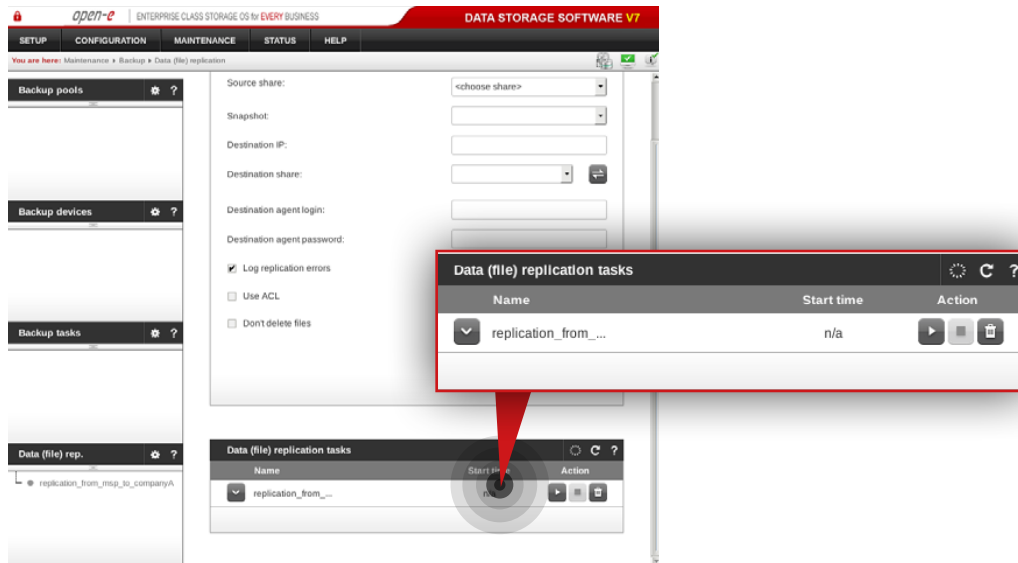 open-e ENTERPRISE CLASS STORAGE OS for EVERY BUSINESS DATA STORAGE SOFTWARE V7
SETUP CONFIGURATION MAINTENANCE STATUS HELP
You are here: Maintenance Backup Data (file) replication
Backup pools ?
Source share: <choose share>
Snapshot:
Destination IP:
Destination share:
Backup devices ?
Destination agent login:
Destination agent password:
Log replication errors
Use ACL
Don't delete files
Backup tasks ?
Data (file) replication tasks ?
Name Start time Action
replication_from_... n/a
Data (file) rep. ?
replication_from_msp_to_companyA
Data (file) replication tasks ?
Name Start time Action
replication_from_... n/a